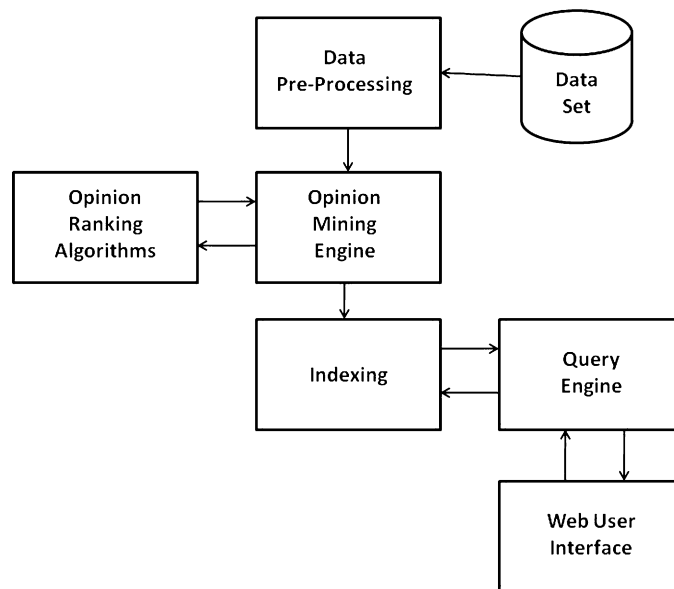 Data
Pre-Processing
Data
Set
Opinion
Ranking
Algorithms
Opinion
Mining
Engine
Indexing
Query
Engine
Web User
Interface